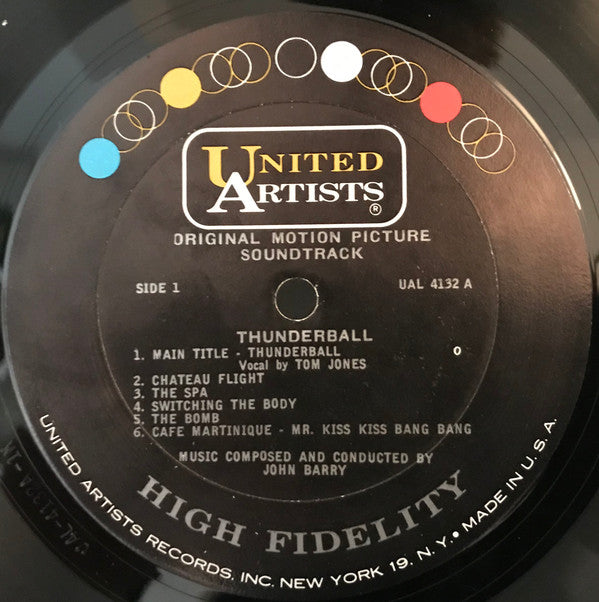 UNITED
ARTISTS ®
ORIGINAL MOTION PICTURE
SOUNDTRACK
SIDE 1
UAL 4132 A
THUNDERBALL
1. MAIN TITLE - THUNDERBALL
Vocal by TOM JONES
2. CHATEAU FLIGHT
3. THE SPA
4. SWITCHING THE BODY
5. THE BOMB
6. CAFE MARTINIQUE - MR. KISS KISS BANG BANG
MUSIC COMPOSED AND CONDUCTED BY
JOHN BARRY
HIGH FIDELITY
UNITED ARTISTS RECORDS, INC. NEW YORK 19, N. Y. • MADE IN U. S. A.